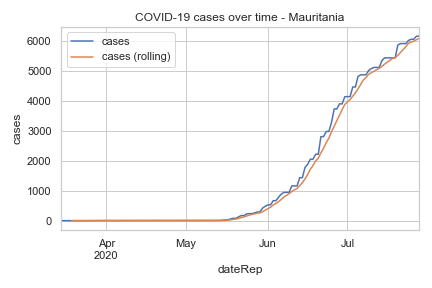 COVID-19 cases over time - Mauritania
cases
cases (rolling)
6000
5000
4000
3000
2000
1000
0
cases
Apr
2020
May
Jun
Jul
dateRep